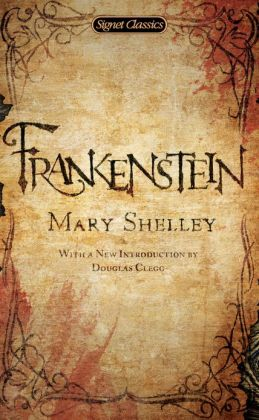 Signet Classics
FRANKENSTEIN
MARY SHELLEY
WITH A NEW INTRODUCTION BY
DOUGLAS CLEGG